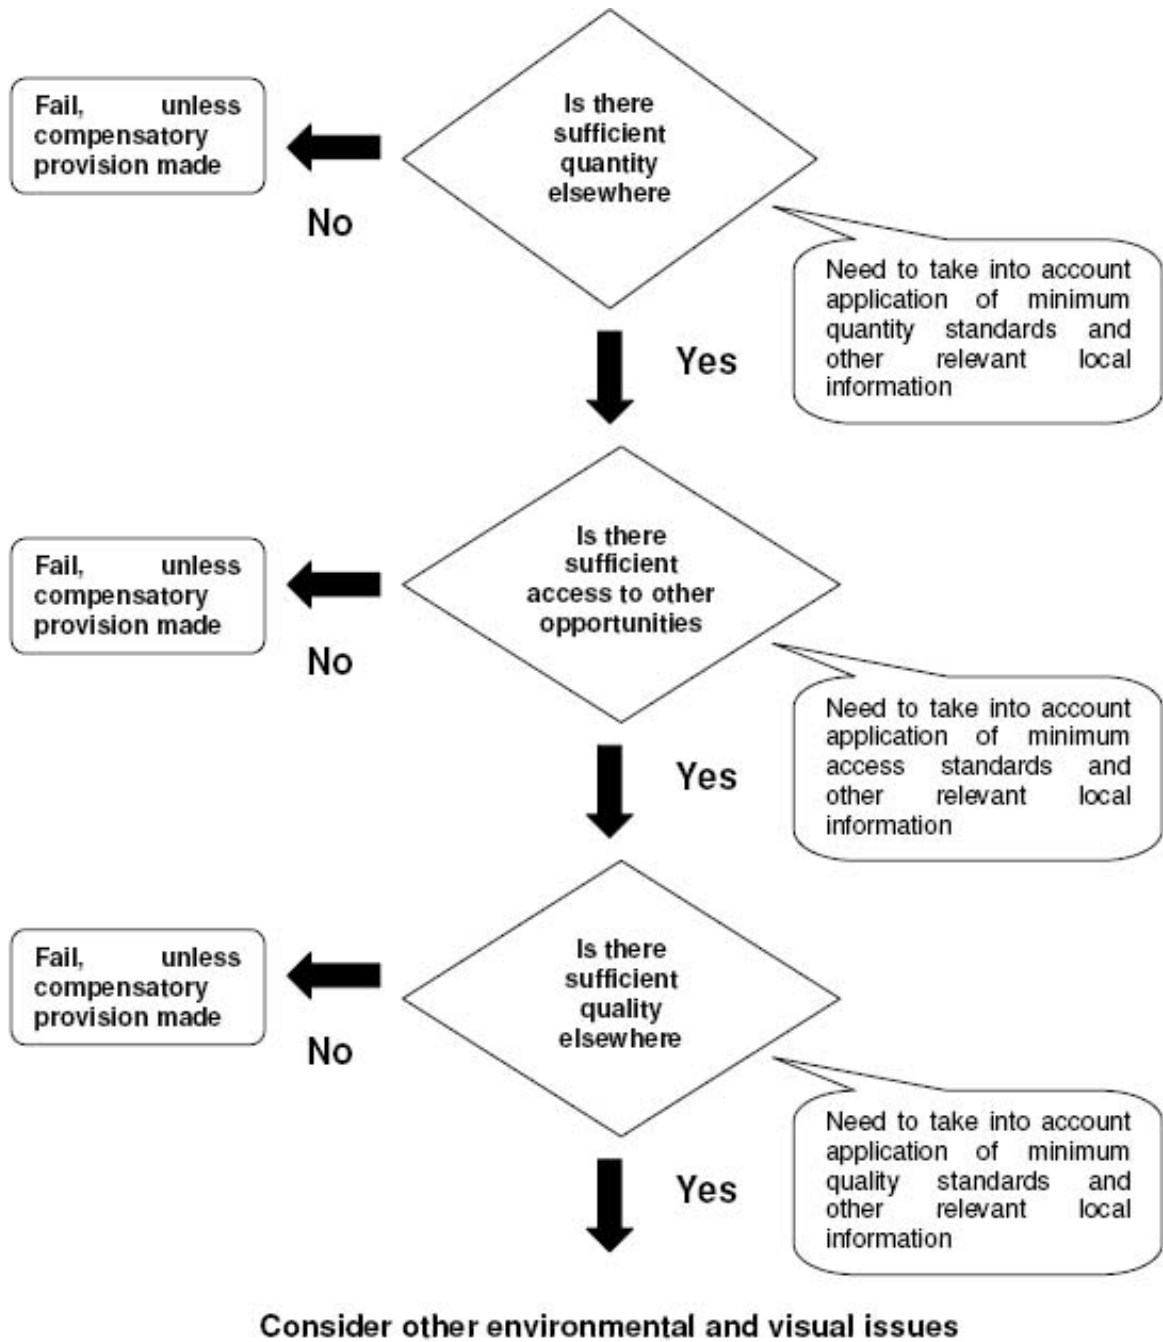 Is there
sufficient
quantity
elsewhere
Fail, unless
compensatory
provision made
No
Yes
Need to take into account
application of minimum
quantity standards and
other relevant local
information
Is there
sufficient
access to other
opportunities
Fail, unless
compensatory
provision made
No
Yes
Need to take into account
application of minimum
access standards and
other relevant local
information
Is there
sufficient
quality
elsewhere
Fail, unless
compensatory
provision made
No
Yes
Need to take into account
application of minimum
quality standards and
other relevant local
information
Consider other environmental and visual issues